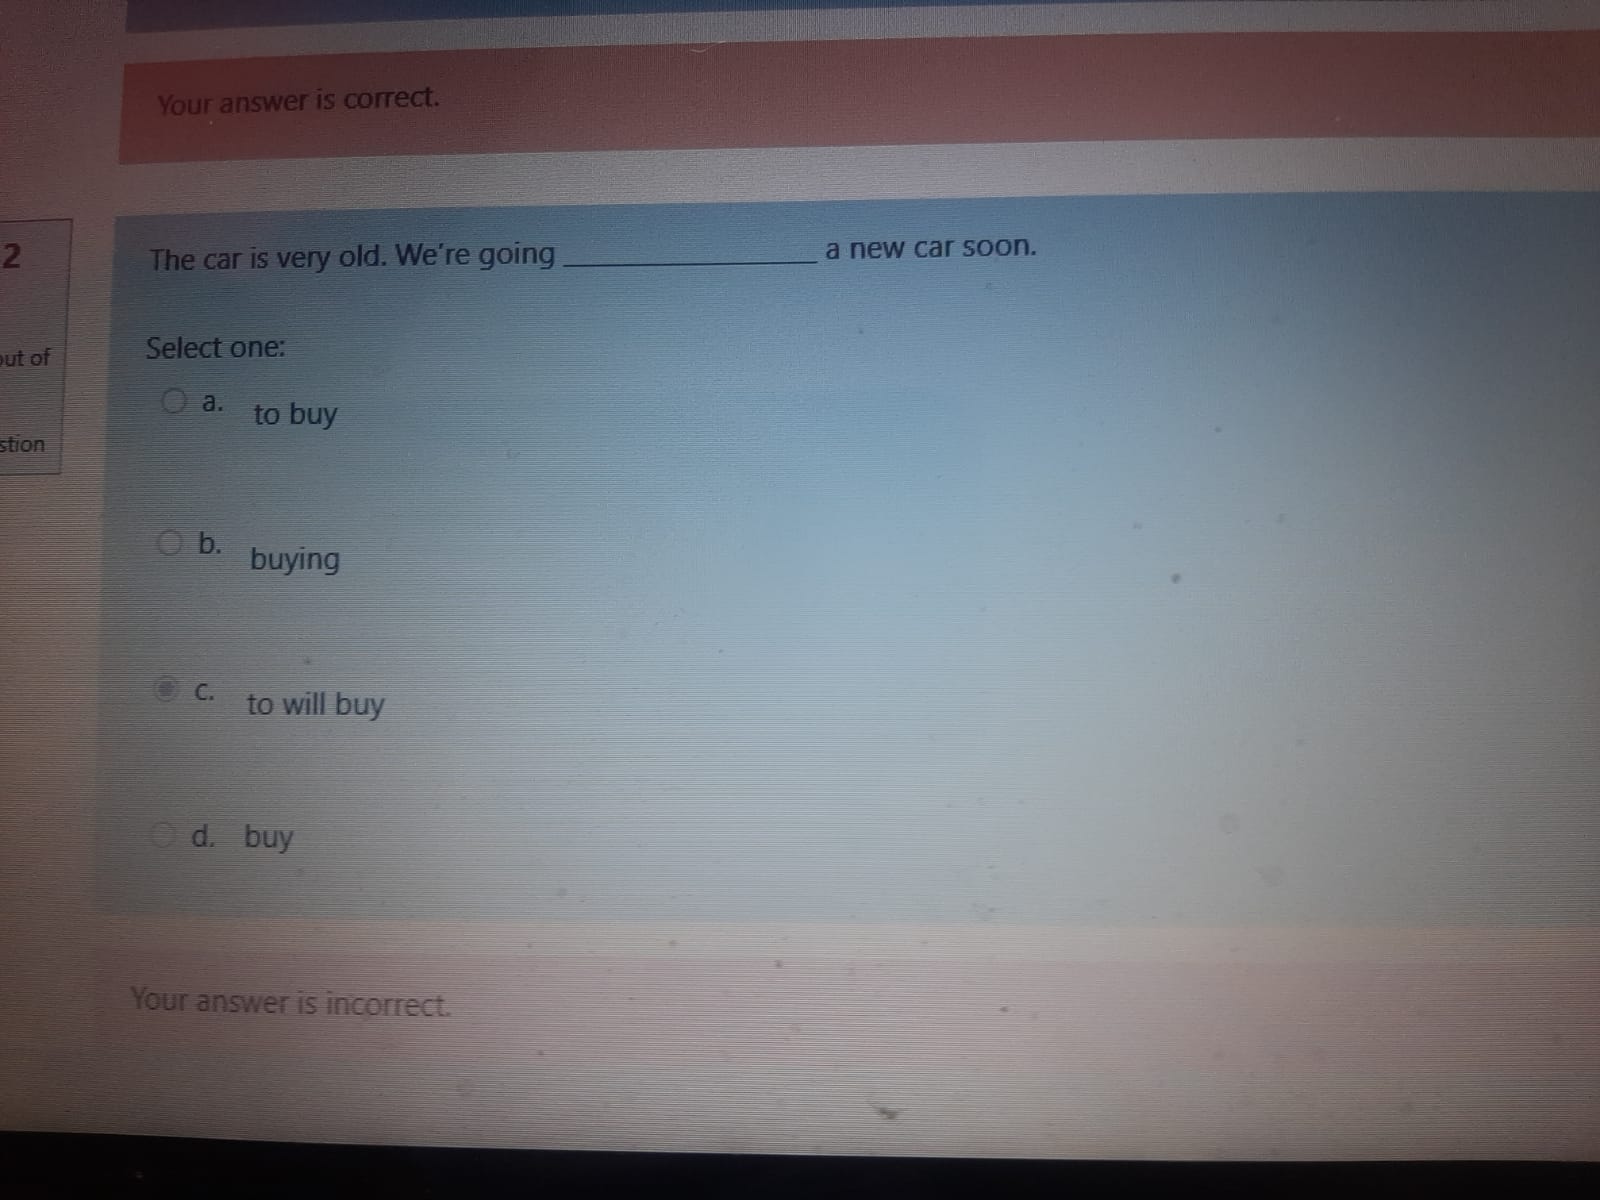 Your answer is correct.
2
The car is very old. We're going ______________ a new car soon.
out of
Select one:
a. to buy
stion
b. buying
c. to will buy
d. buy
Your answer is incorrect.